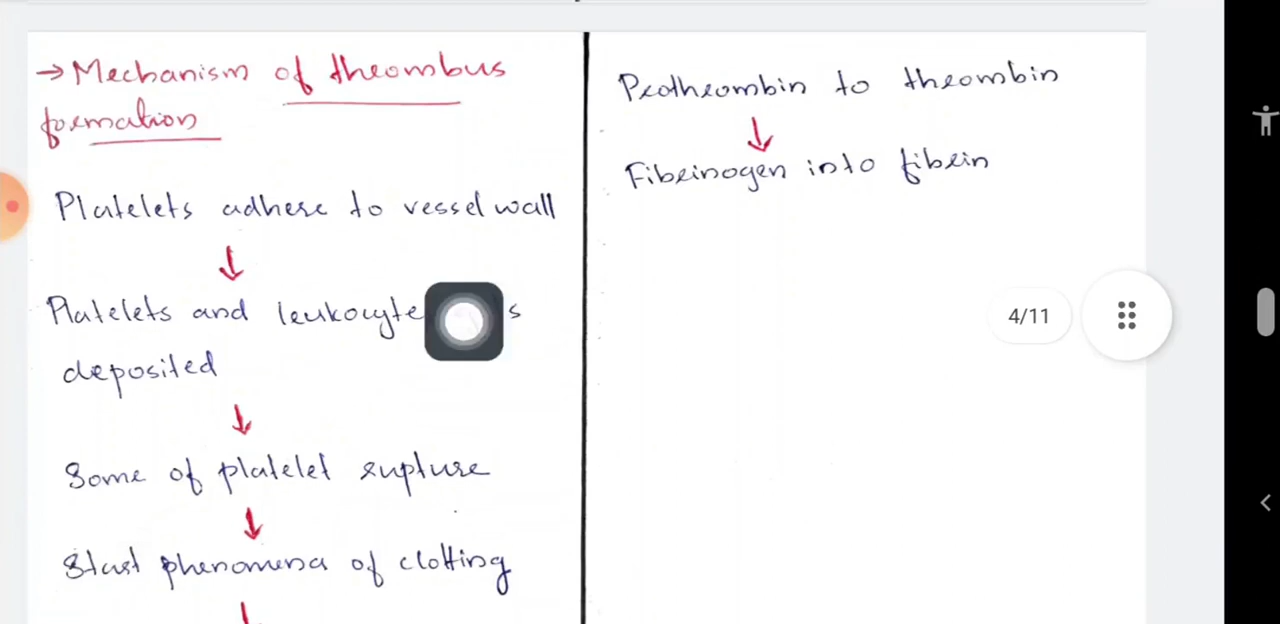 → Mechanism of thrombus
formation
Platelets adhere to vessel wall
↓
Platelets and leukocyte s
deposited
↓
Some of platelet rupture
↓
Start phenomena of clotting
↓
Prothrombin to thrombin
↓
Fibrinogen into fibrin
4/11